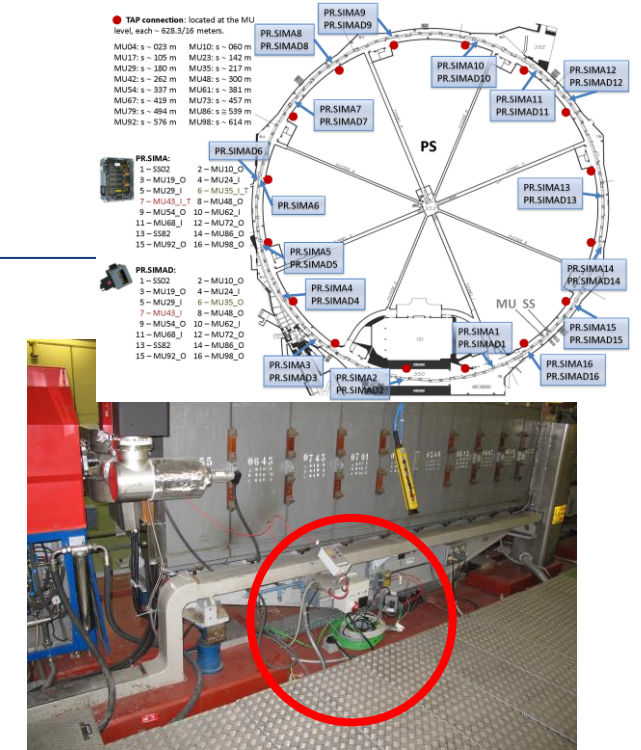 TAP connection: located at the MU
level, each ~ 628.3/16 meters.
MU04: s ~ 023 m MU10: s ~ 060 m
MU17: s ~ 105 m MU23: s ~ 142 m
MU29: s ~ 180 m MU35: s ~ 217 m
MU42: s ~ 262 m MU48: s ~ 300 m
MU54: s ~ 337 m MU61: s ~ 381 m
MU67: s ~ 419 m MU73: s ~ 457 m
MU79: s ~ 494 m MU86: s ~ 539 m
MU92: s ~ 576 m MU98: s ~ 614 m
PR.SIMA:
1 – SS02 2 – MU10_O
3 – MU19_O 4 – MU24_I
5 – MU29_I 6 – MU35_I_T
7 – MU43_I_T 8 – MU48_O
9 – MU54_O 10 – MU62_I
11 – MU68_I 12 – MU72_O
13 – SS82 14 – MU86_O
15 – MU92_O 16 – MU98_O
PR.SIMAD:
1 – SS02 2 – MU10_O
3 – MU19_O 4 – MU24_I
5 – MU29_I 6 – MU35_O
7 – MU43_I 8 – MU48_O
9 – MU54_O 10 – MU62_I
11 – MU68_I 12 – MU72_O
13 – SS82 14 – MU86_O
15 – MU92_O 16 – MU98_O
PR.SIMA9
PR.SIMAD9
PR.SIMA8
PR.SIMAD8
PR.SIMA10
PR.SIMAD10
PR.SIMA12
PR.SIMAD12
PR.SIMA11
PR.SIMAD11
PR.SIMA7
PR.SIMAD7
PS
PR.SIMAD6
PR.SIMA6
PR.SIMA13
PR.SIMAD13
PR.SIMA5
PR.SIMAD5
PR.SIMA14
PR.SIMAD14
PR.SIMA4
PR.SIMAD4
MU_SS
PR.SIMA15
PR.SIMAD15
PR.SIMA1
PR.SIMAD1
PR.SIMA3
PR.SIMAD3
PR.SIMA2
PR.SIMAD2
PR.SIMA16
PR.SIMAD16
0643
0743
0701